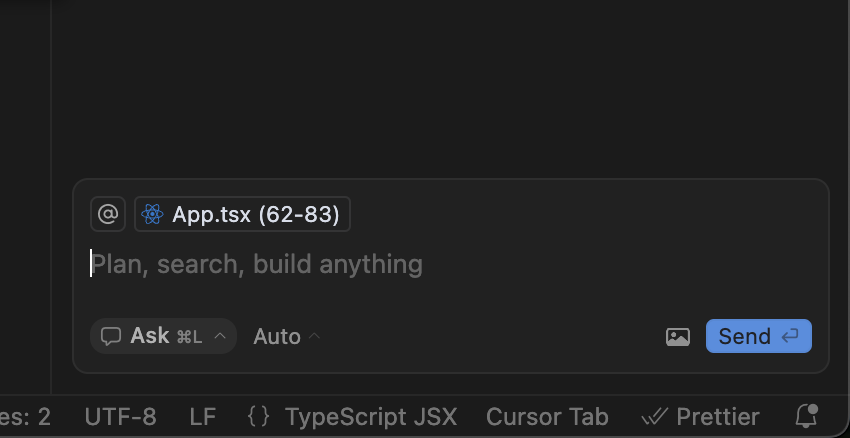 @ App.tsx (62-83)
Plan, search, build anything
Ask ⌘L Auto Send
es: 2 UTF-8 LF {} TypeScript JSX Cursor Tab Prettier